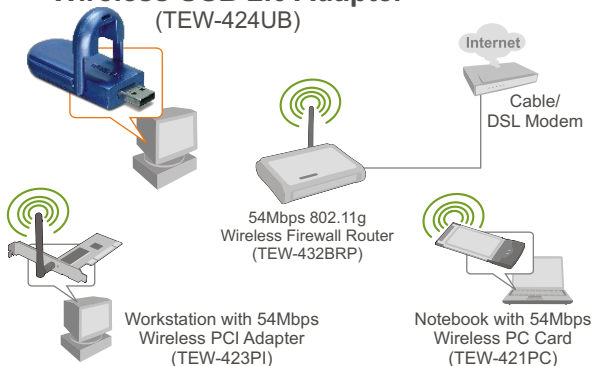 (TEW-424UB)
Internet
Cable/
DSL Modem
54Mbps 802.11g
Wireless Firewall Router
(TEW-432BRP)
Workstation with 54Mbps
Wireless PCI Adapter
(TEW-423PI)
Notebook with 54Mbps
Wireless PC Card
(TEW-421PC)